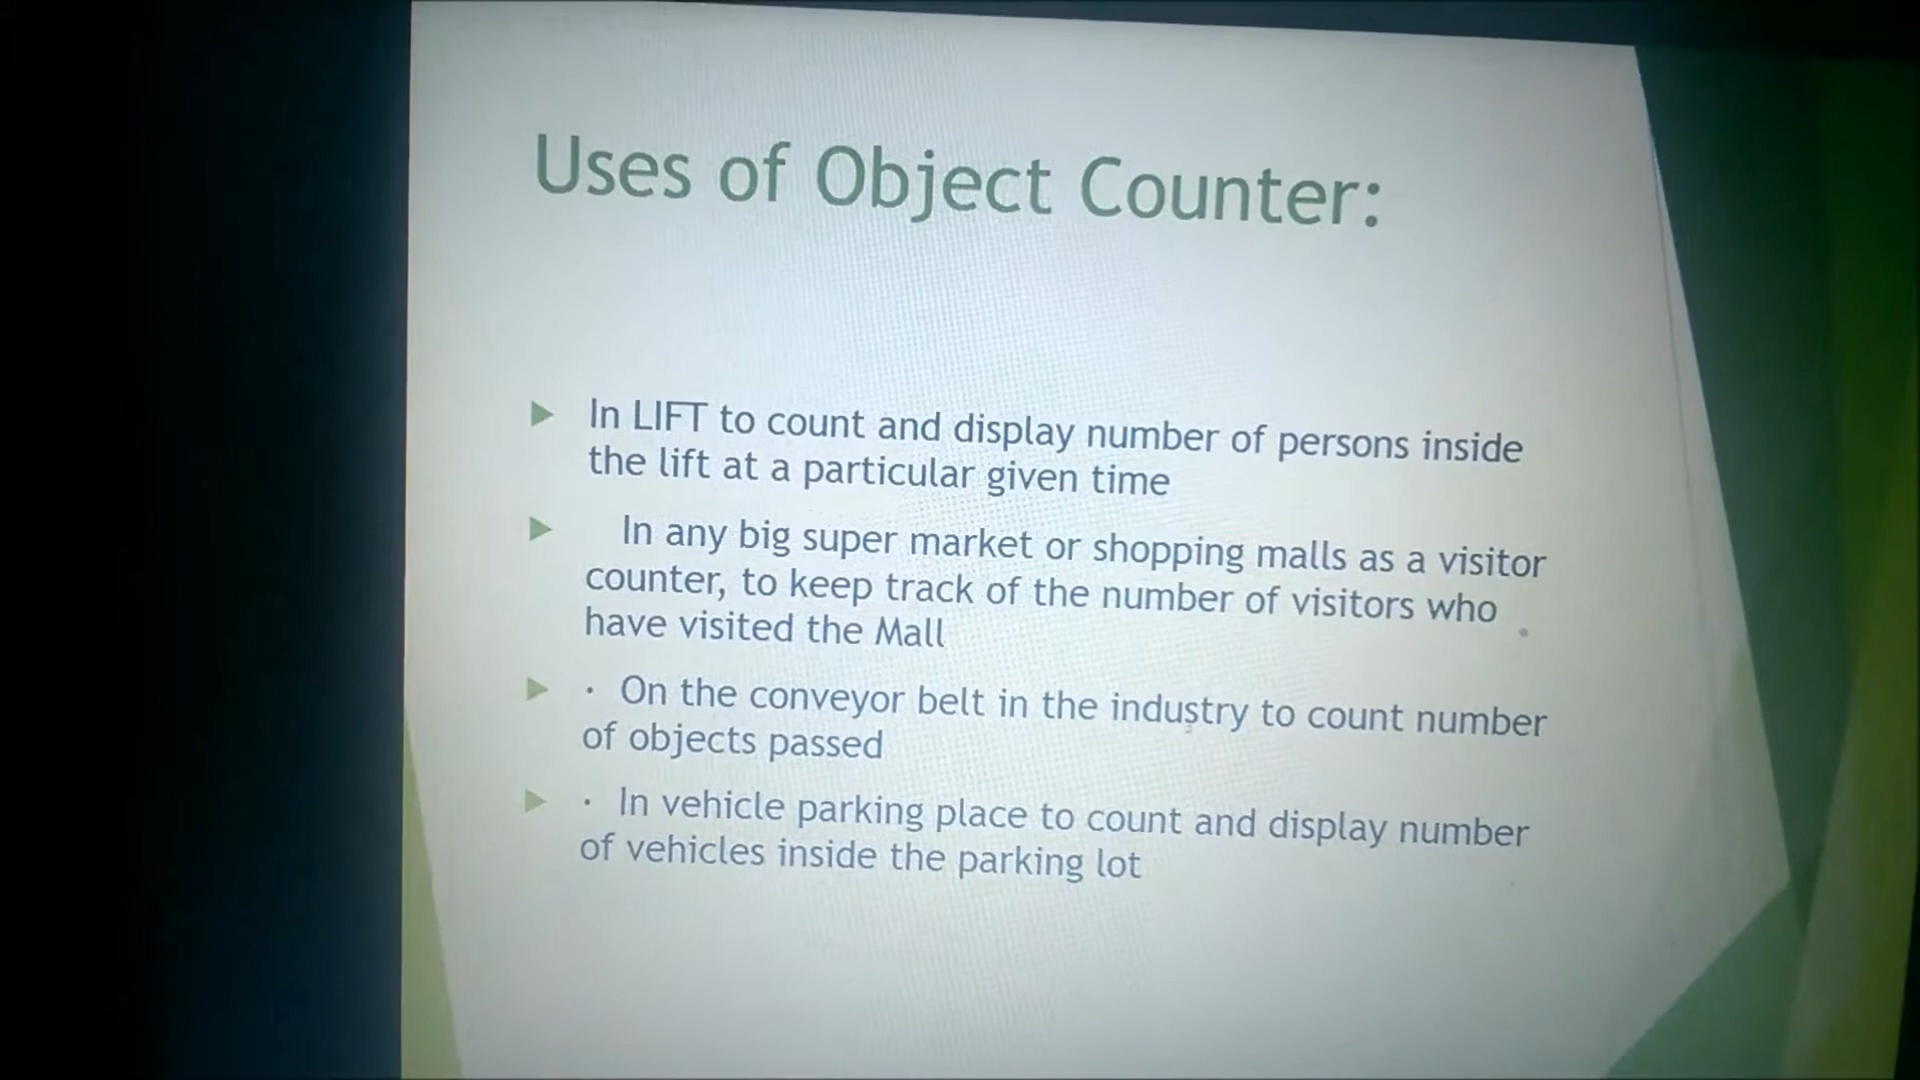 Uses of Object Counter:
In LIFT to count and display number of persons inside
the lift at a particular given time
In any big super market or shopping malls as a visitor
counter, to keep track of the number of visitors who
have visited the Mall
· On the conveyor belt in the industry to count number
of objects passed
· In vehicle parking place to count and display number
of vehicles inside the parking lot